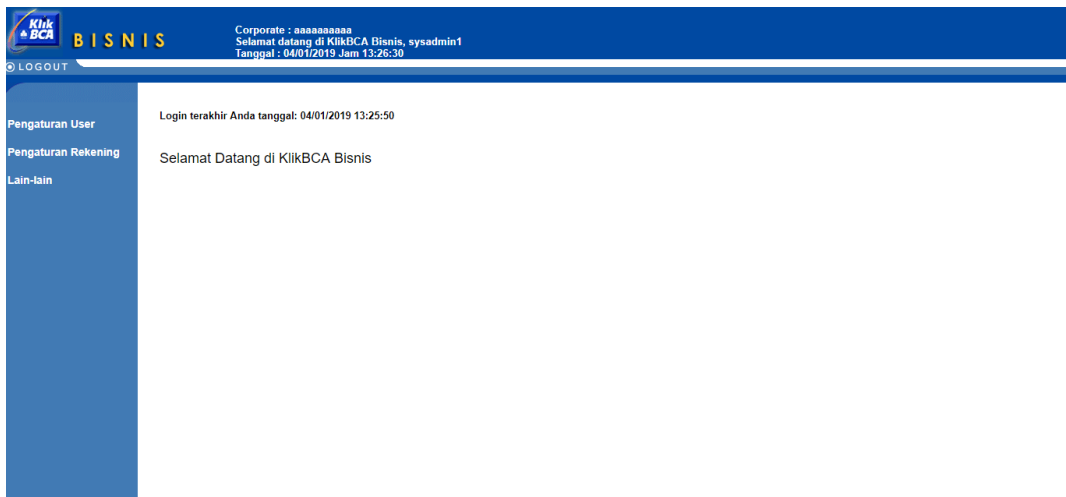 Klik
BCA
BISNIS
Corporate : aaaaaaaaaa
Selamat datang di KlikBCA Bisnis, sysadmin1
Tanggal : 04/01/2019 Jam 13:26:30
LOGOUT
Pengaturan User
Pengaturan Rekening
Lain-lain
Login terakhir Anda tanggal: 04/01/2019 13:25:50
Selamat Datang di KlikBCA Bisnis